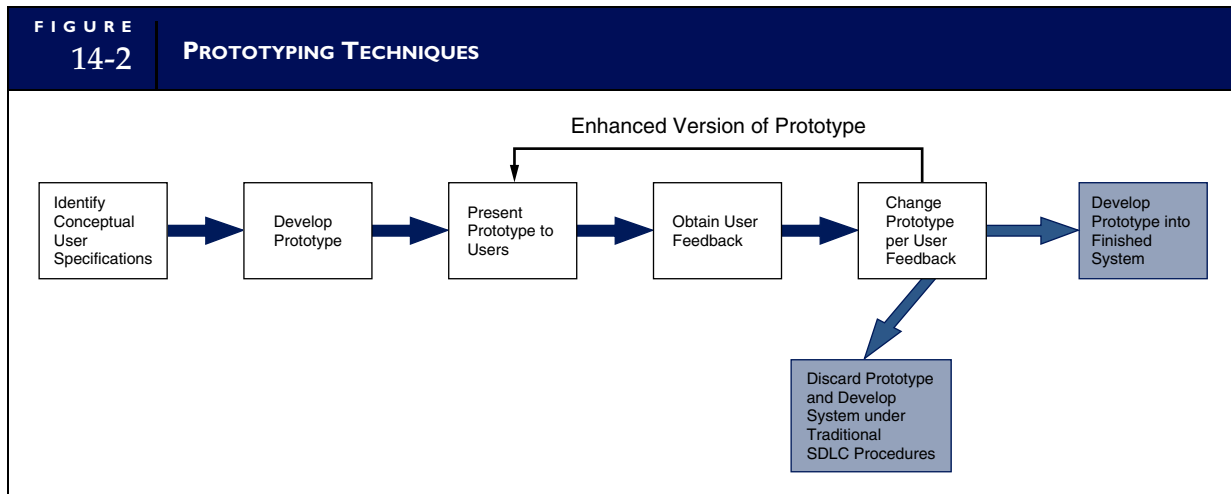 FIGURE
14-2
PROTOTYPING TECHNIQUES
Enhanced Version of Prototype
Identify
Conceptual
User
Specifications
Develop
Prototype
Present
Prototype to
Users
Obtain User
Feedback
Change
Prototype
per User
Feedback
Develop
Prototype into
Finished
System
Discard Prototype
and Develop
System under
Traditional
SDLC Procedures